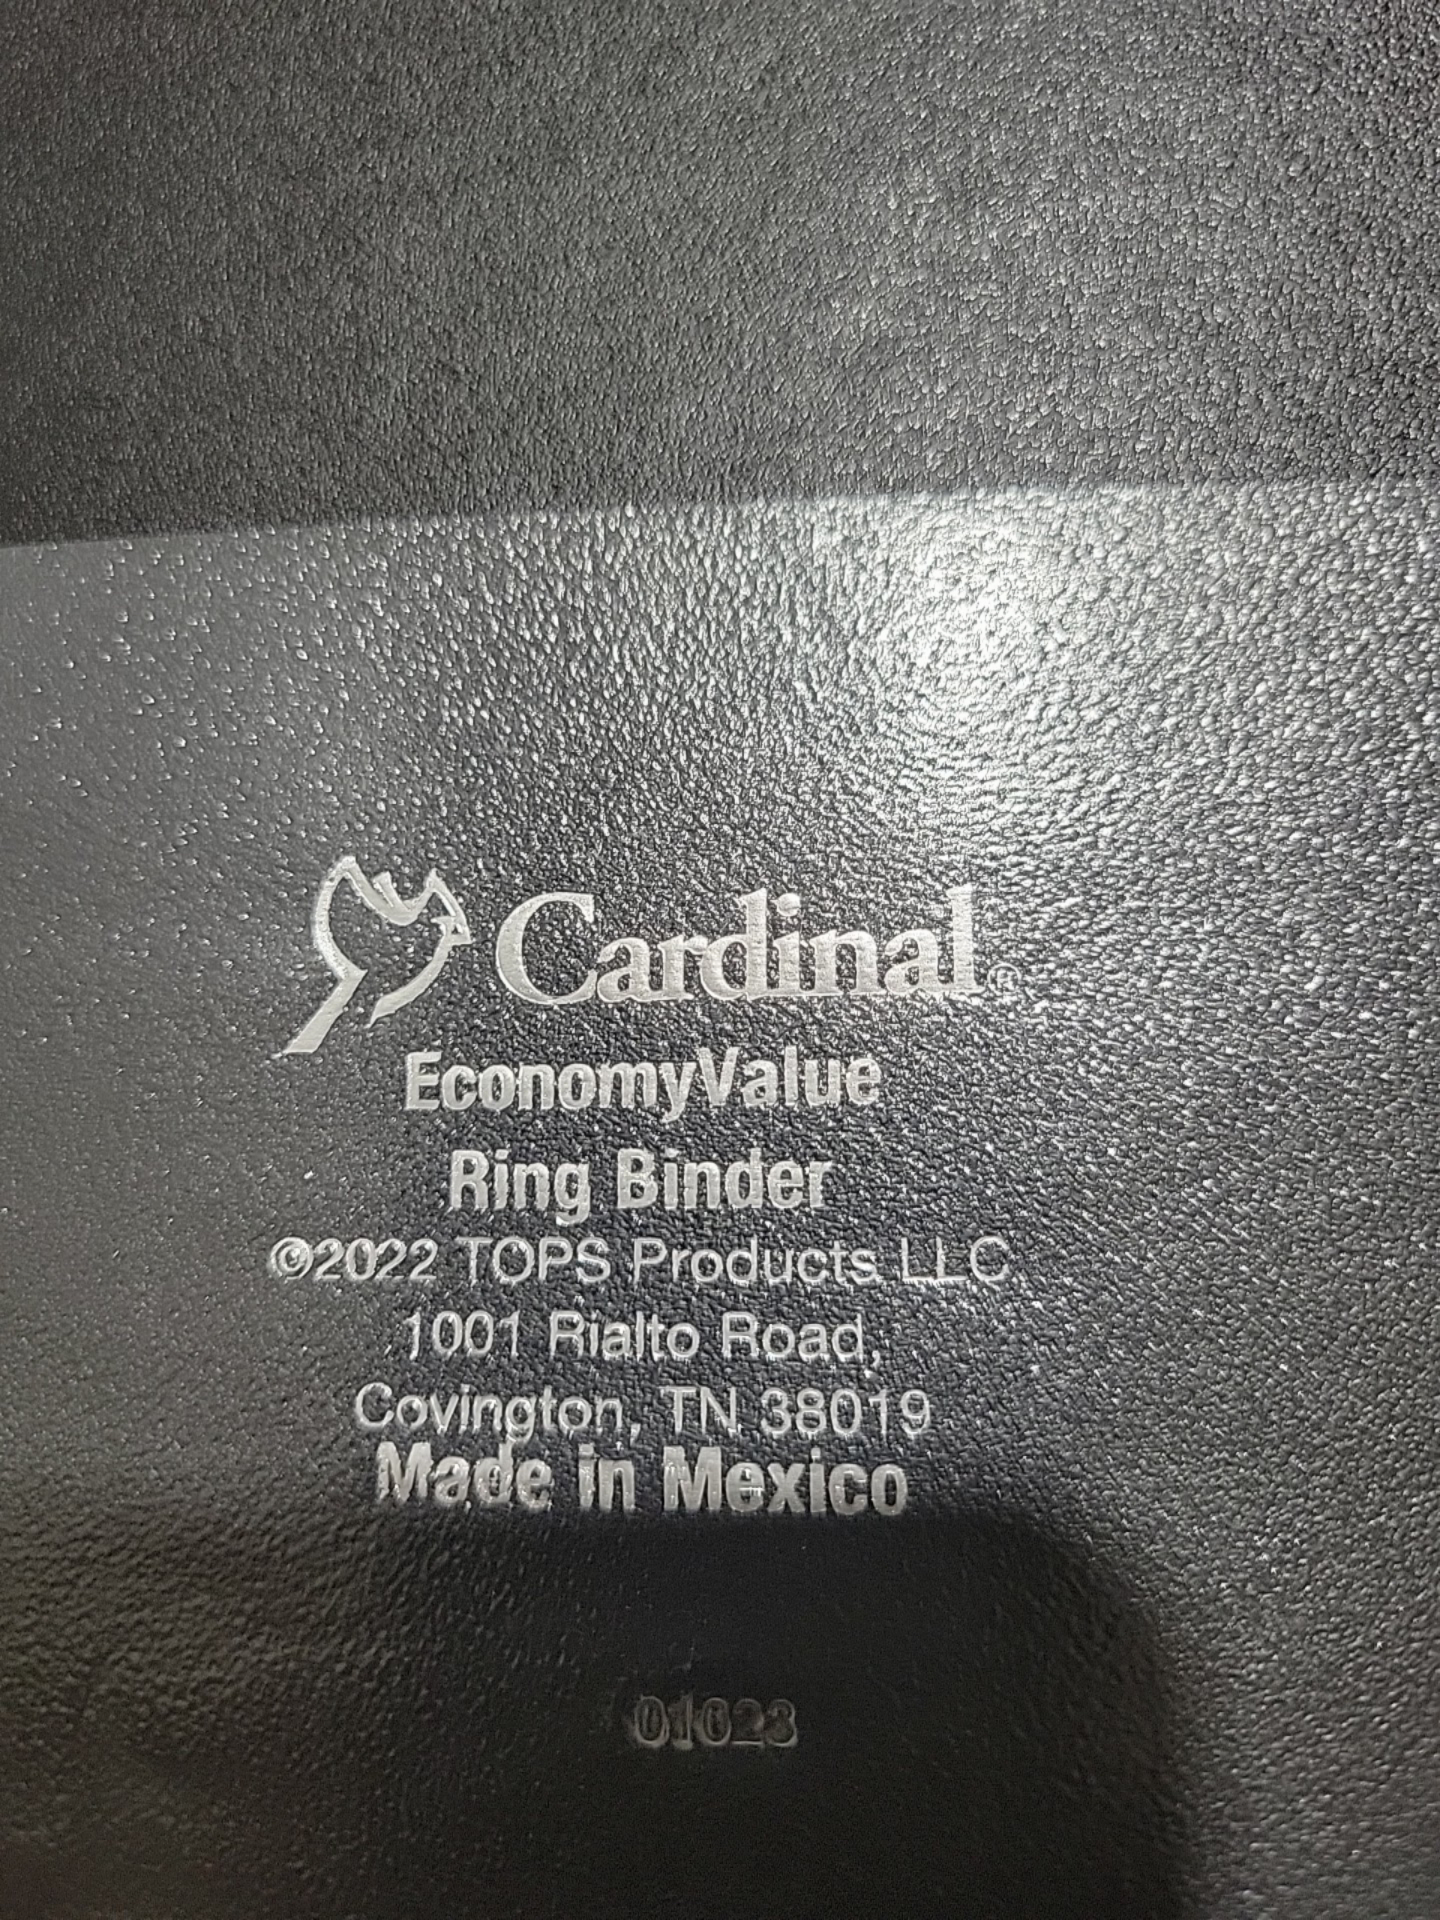 Cardinal®
EconomyValue
Ring Binder
©2022 TOPS Products LLC
1001 Rialto Road,
Covington, TN 38019
Made in Mexico
01023